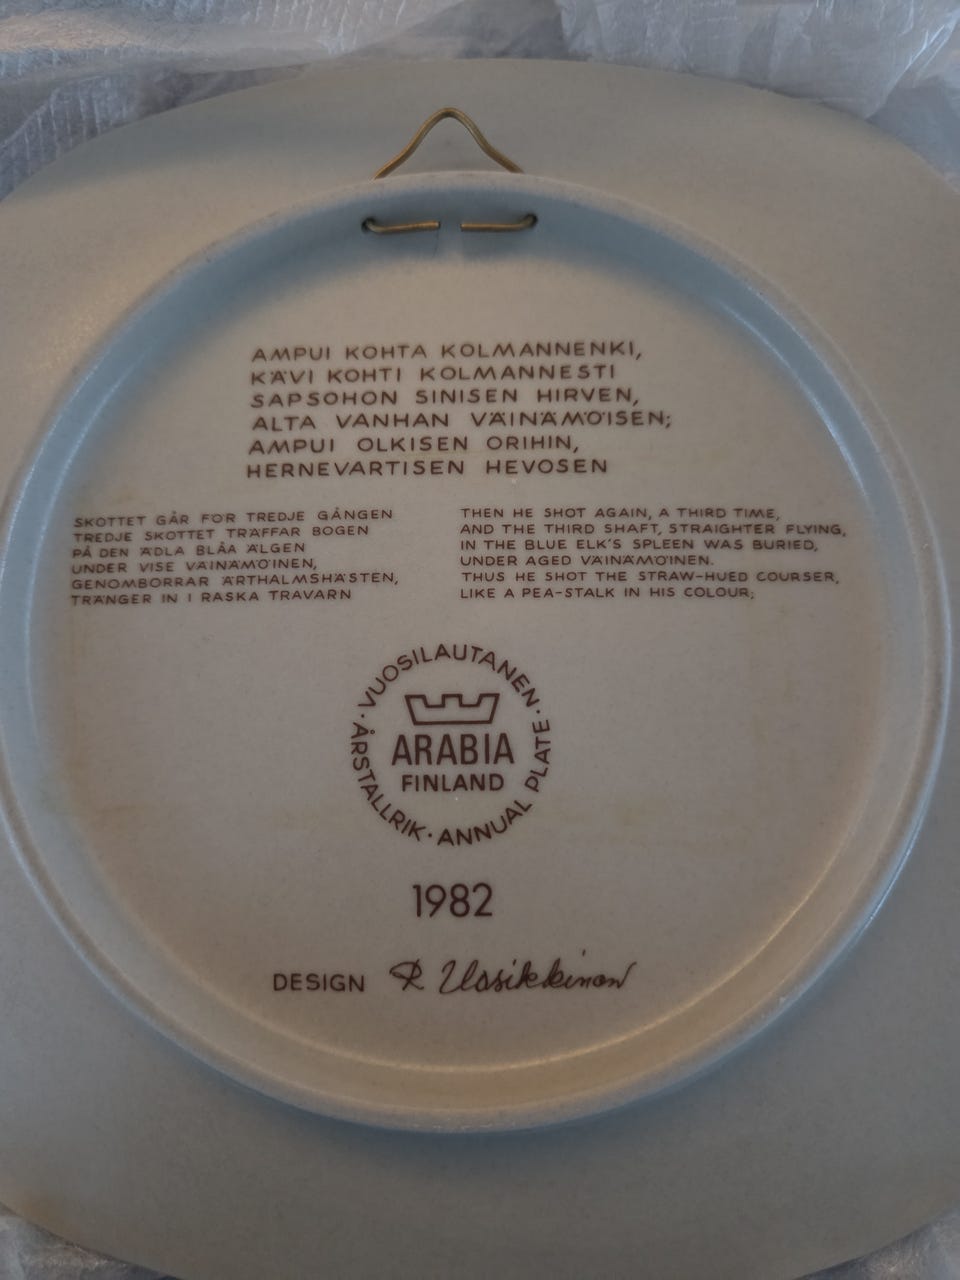 AMPUI KOHTA KOLMANNENKI,
KÄVI KOHTI KOLMANNESTI
SAPSOHON SINISEN HIRVEN,
ALTA VANHAN VÄINÄMÖISEN;
AMPUI OLKISEN ORIHIN,
HERNEVARTISEN HEVOSEN
SKOTTET GÅR FÖR TREDJE GÅNGEN
TREDJE SKOTTET TRÄFFAR BOGEN
PÅ DEN ÄDLA BLÅA ÄLGEN
UNDER VISE VÄINÄMÖINEN,
GENOMBORRAR ÄRTHALMSHÄSTEN,
TRÄNGER IN I RASKA TRAVARN
THEN HE SHOT AGAIN, A THIRD TIME,
AND THE THIRD SHAFT, STRAIGHTER FLYING,
IN THE BLUE ELK'S SPLEEN WAS BURIED,
UNDER AGED VÄINÄMÖINEN.
THUS HE SHOT THE STRAW-HUED COURSER,
LIKE A PEA-STALK IN HIS COLOUR;
VUOSILAUTANEN · ANNUAL PLATE · ÅRSTALLRIK ·
ARABIA
FINLAND
1982
DESIGN R Uosikkinen